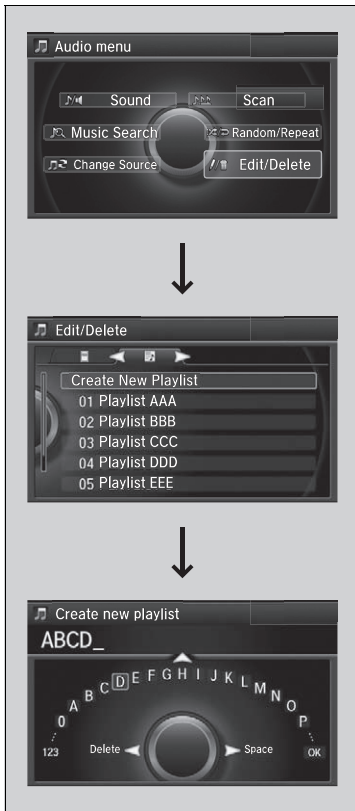 Audio menu
Sound
Scan
Music Search
Random/Repeat
Change Source
Edit/Delete
Edit/Delete
Create New Playlist
01 Playlist AAA
02 Playlist BBB
03 Playlist CCC
04 Playlist DDD
05 Playlist EEE
Create new playlist
ABCD_
0 A B C D E F G H I J K L M N O P
123 Delete Space OK